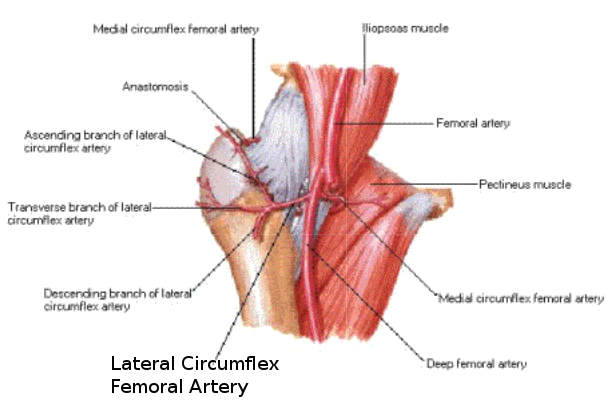 Medial circumflex femoral artery
Iliopsoas muscle
Anastomosis
Femoral artery
Ascending branch of lateral
circumflex artery
Pectineus muscle
Transverse branch of lateral
circumflex artery
Descending branch of lateral
circumflex artery
Medial circumflex femoral artery
Lateral Circumflex
Femoral Artery
Deep femoral artery